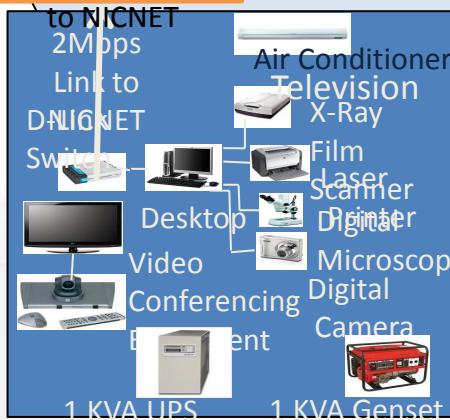 to NICNET
2Mbps
Link to
NICNET
D-Link
Switch
Air Conditioner
Television
X-Ray
Film
Scanner
Laser
Printer
Desktop
Digital
Microscop
Video
Conferencing
Digital
Camera
1 KVA UPS
1 KVA Genset